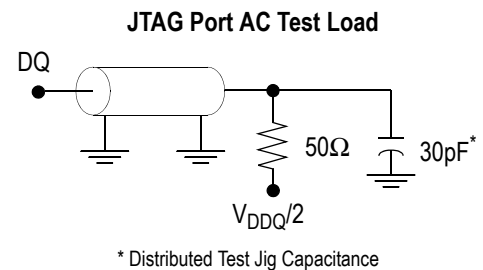 JTAG Port AC Test Load
DQ
50Ω
30pF*
VDDQ/2
* Distributed Test Jig Capacitance